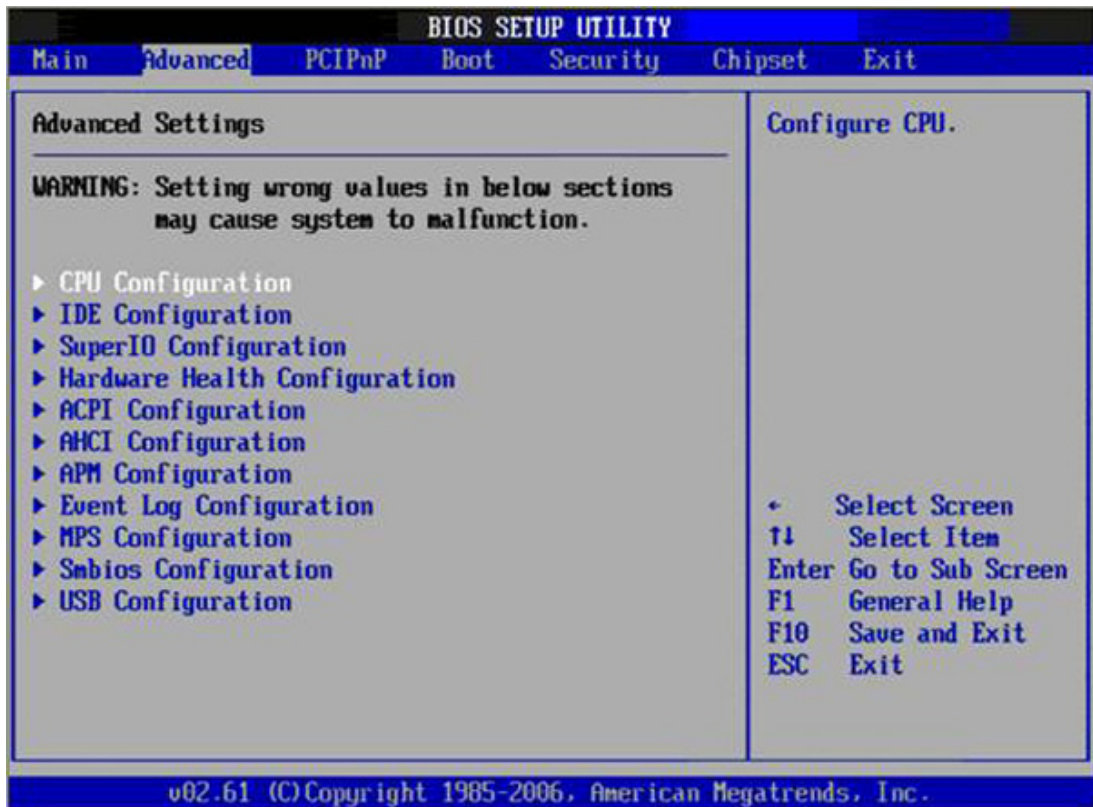 BIOS SETUP UTILITY
Main Advanced PCIPnP Boot Security Chipset Exit
Advanced Settings
WARNING: Setting wrong values in below sections
may cause system to malfunction.
▶ CPU Configuration
▶ IDE Configuration
▶ SuperIO Configuration
▶ Hardware Health Configuration
▶ ACPI Configuration
▶ AHCI Configuration
▶ APM Configuration
▶ Event Log Configuration
▶ MPS Configuration
▶ Smbios Configuration
▶ USB Configuration
Configure CPU.
← Select Screen
↑↓ Select Item
Enter Go to Sub Screen
F1 General Help
F10 Save and Exit
ESC Exit
v02.61 (C)Copyright 1985-2006, American Megatrends, Inc.